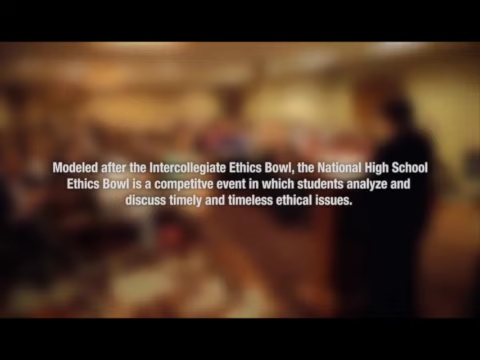 Modeled after the Intercollegiate Ethics Bowl, the National High School
Ethics Bowl is a competitve event in which students analyze and
discuss timely and timeless ethical issues.